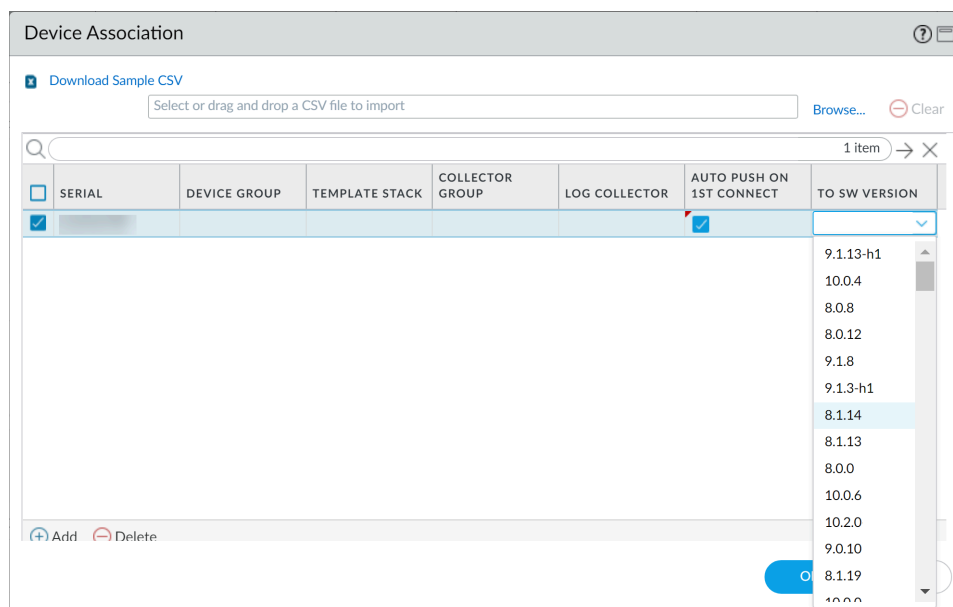 Device Association
Download Sample CSV
Select or drag and drop a CSV file to import
Browse...
Clear
1 item
SERIAL
DEVICE GROUP
TEMPLATE STACK
COLLECTOR
GROUP
LOG COLLECTOR
AUTO PUSH ON
1ST CONNECT
TO SW VERSION
9.1.13-h1
10.0.4
8.0.8
8.0.12
9.1.8
9.1.3-h1
8.1.14
8.1.13
8.0.0
10.0.6
10.2.0
9.0.10
8.1.19
10.0.0
Add
Delete